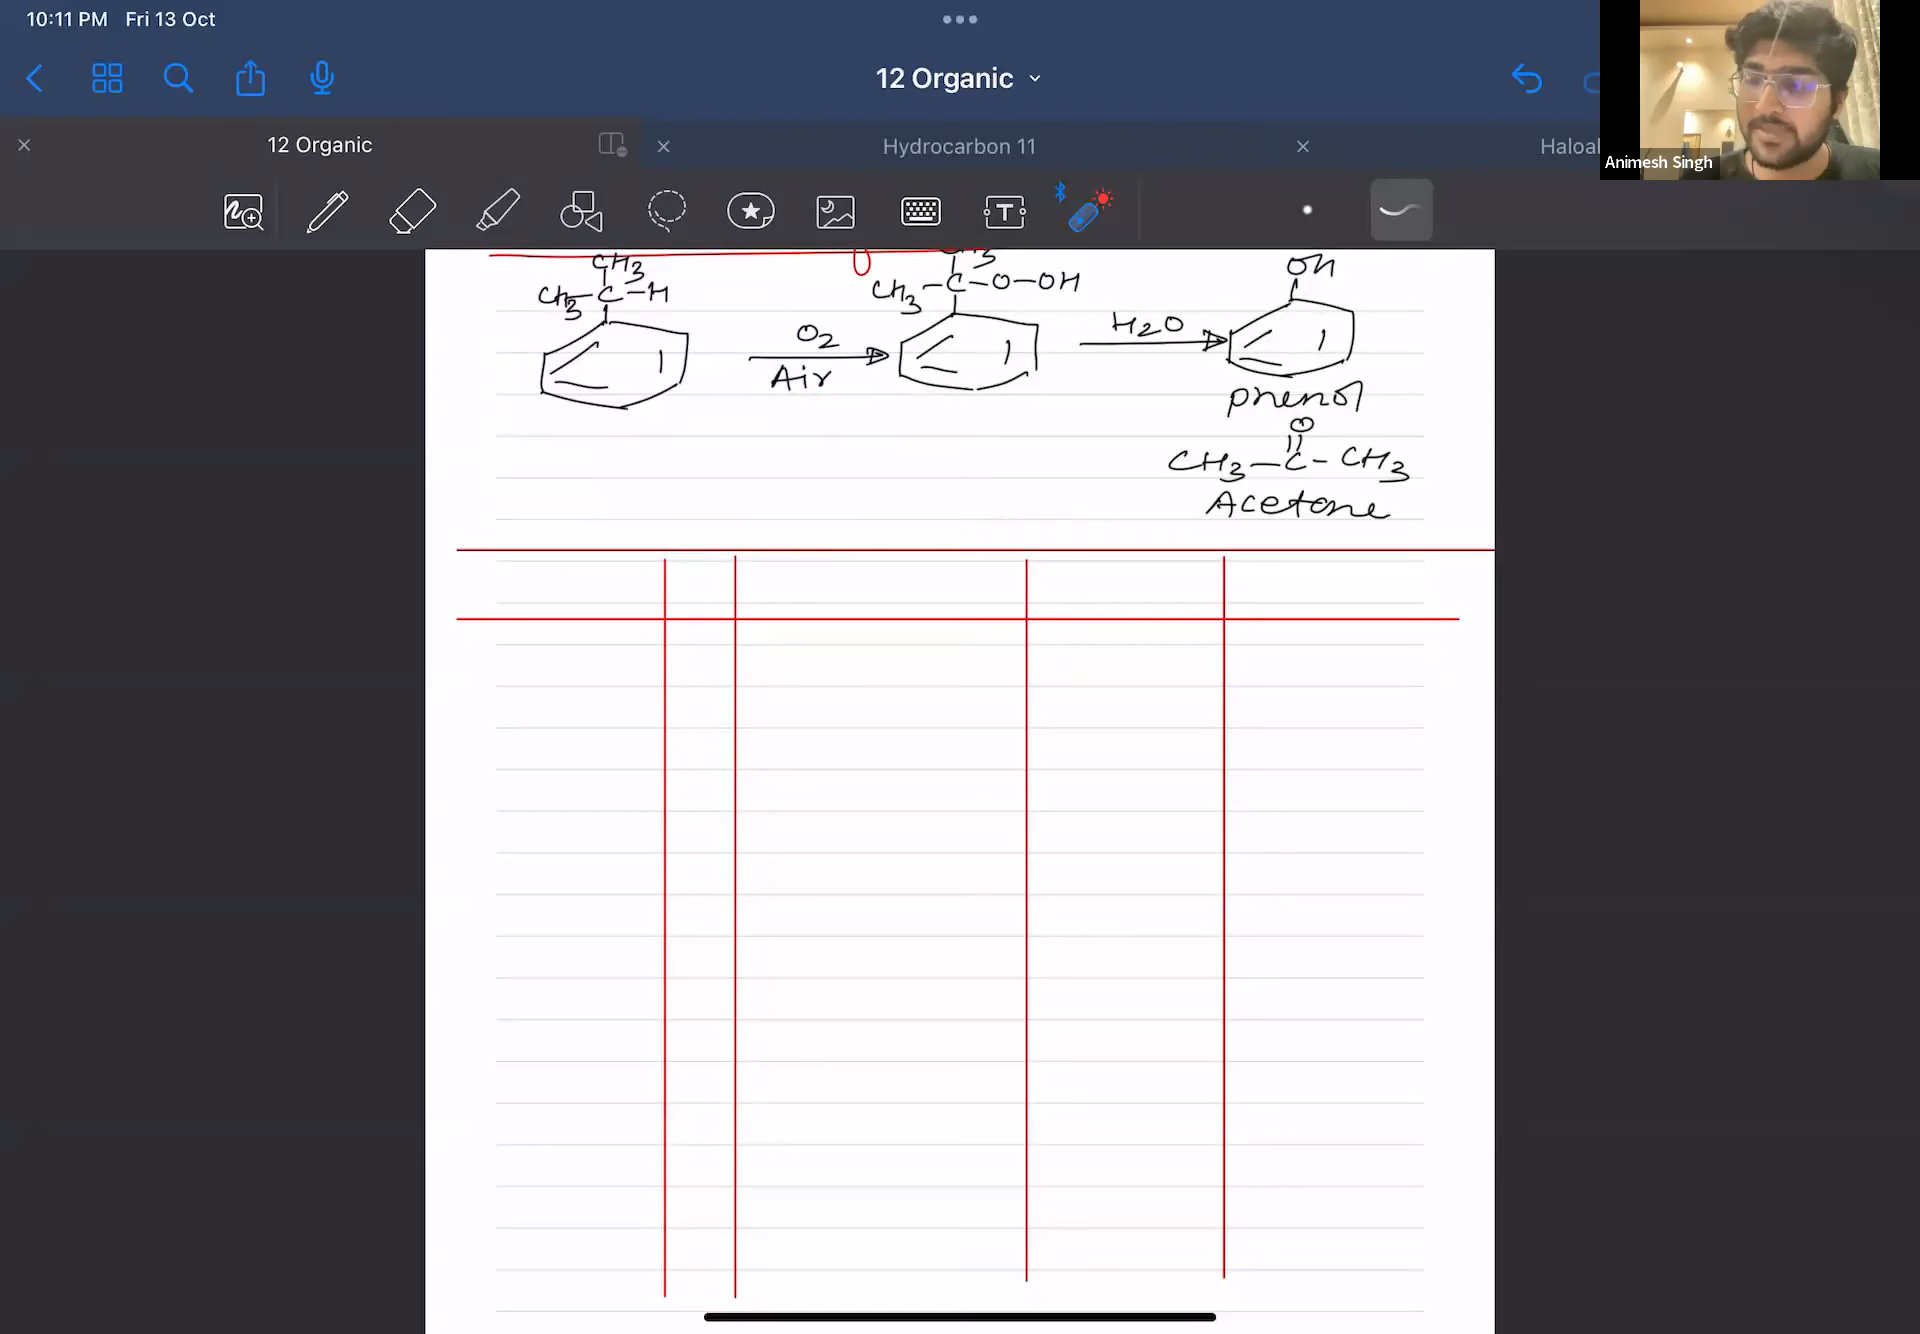 10:11 PM Fri 13 Oct
12 Organic
12 Organic
Hydrocarbon 11
Haloal
Animesh Singh
T
CH3
CH3-C-H
CH3-C-O-OH
OH
O2
Air
H2O
phenol
O
CH3-C-CH3
Acetone